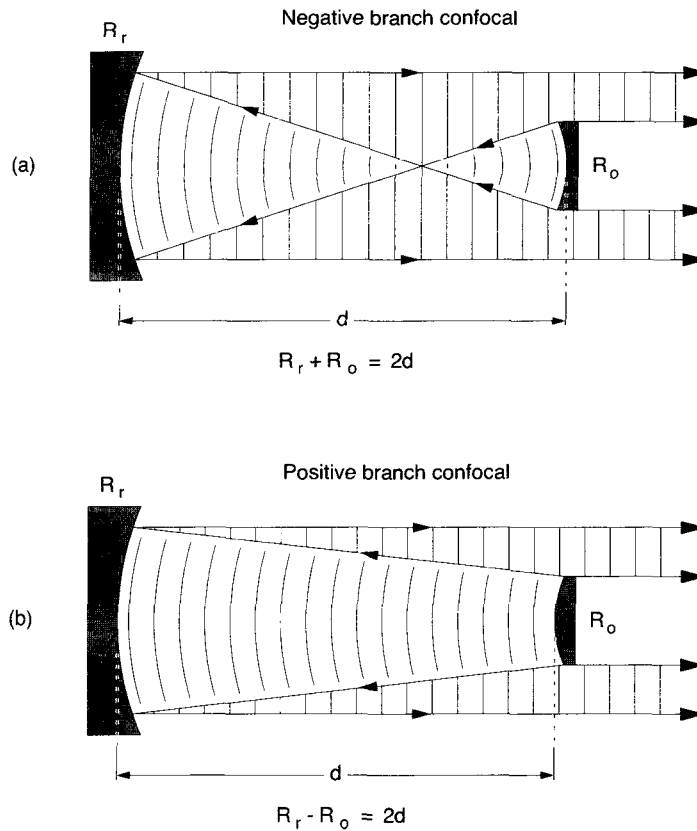 Negative branch confocal
R_r
(a)
R_o
d
R_r + R_o = 2d
Positive branch confocal
R_r
(b)
R_o
d
R_r - R_o = 2d